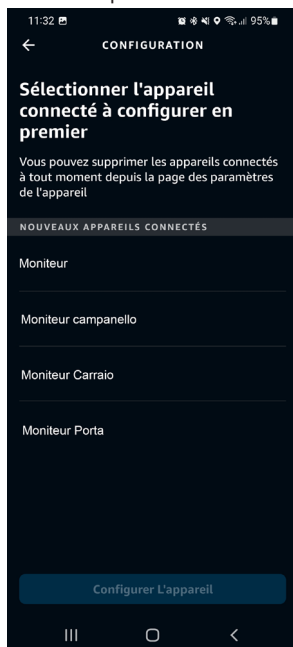 11:32 95%
CONFIGURATION
Sélectionner l'appareil
connecté à configurer en
premier
Vous pouvez supprimer les appareils connectés
à tout moment depuis la page des paramètres
de l'appareil
NOUVEAUX APPAREILS CONNECTÉS
Moniteur
Moniteur campanello
Moniteur Carraio
Moniteur Porta
Configurer L'appareil